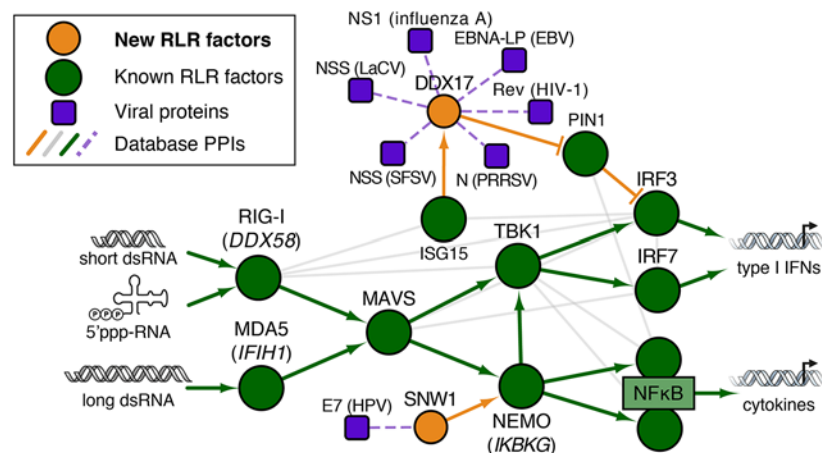 New RLR factors
Known RLR factors
Viral proteins
Database PPIs
NS1 (influenza A)
EBNA-LP (EBV)
NSS (LaCV)
DDX17
Rev (HIV-1)
PIN1
NSS (SFSV)
N (PRRSV)
IRF3
RIG-I
(DDX58)
short dsRNA
ISG15
TBK1
type I IFNs
IRF7
PPP
5'ppp-RNA
MAVS
MDA5
(IFIH1)
long dsRNA
E7 (HPV)
SNW1
NEMO
(IKBKG)
NFκB
cytokines